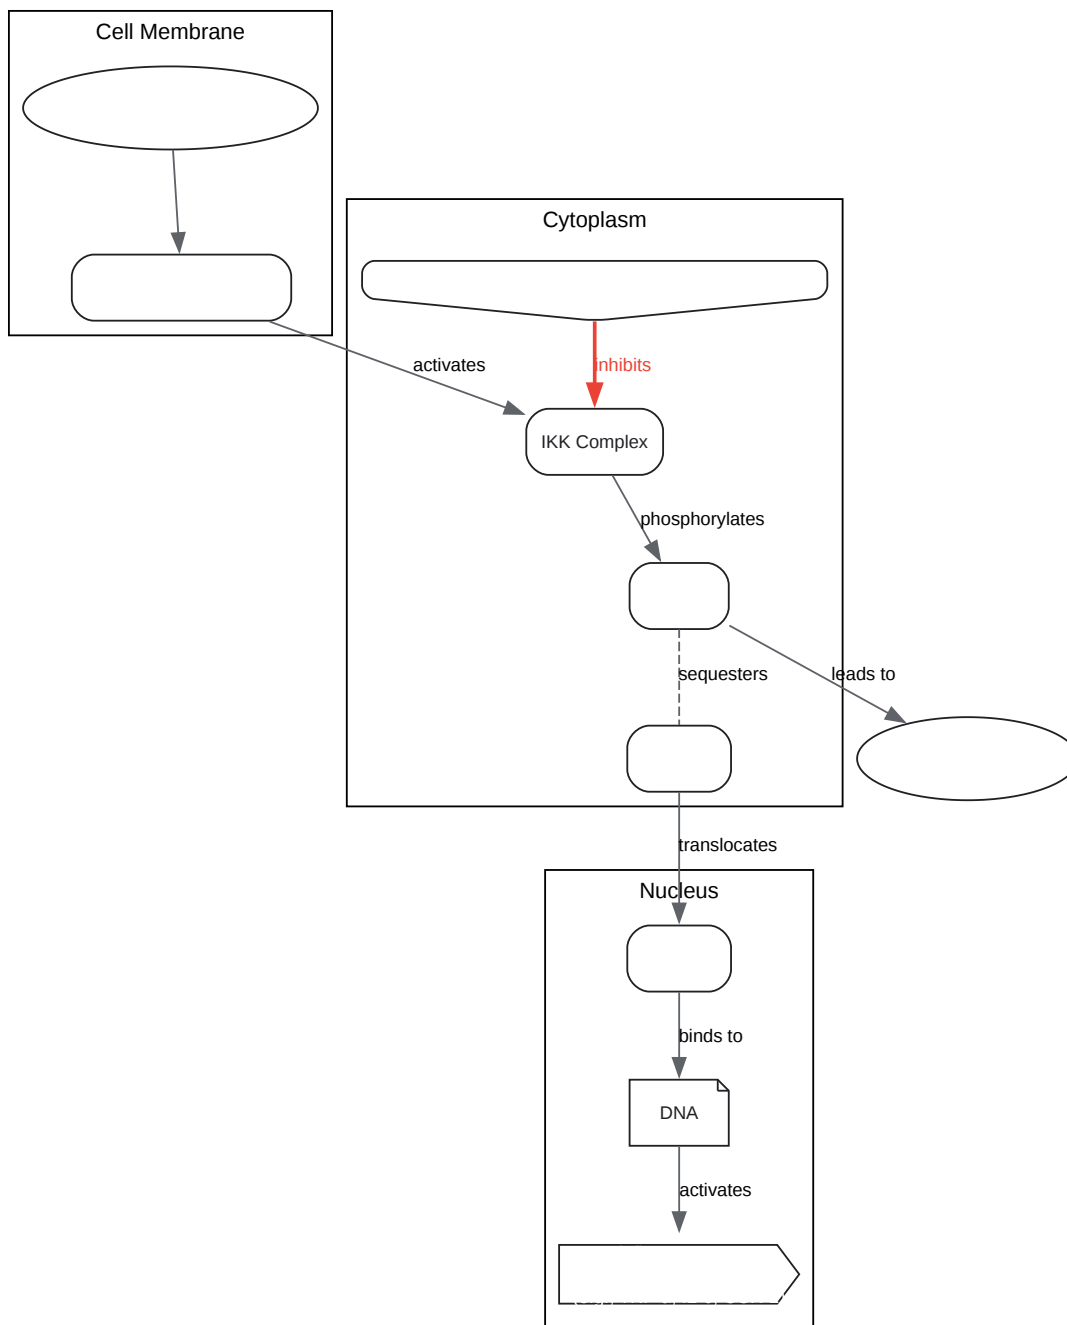 Cell Membrane
Cytoplasm
activates
inhibits
IKK Complex
phosphorylates
sequesters
leads to
translocates
Nucleus
binds to
DNA
activates